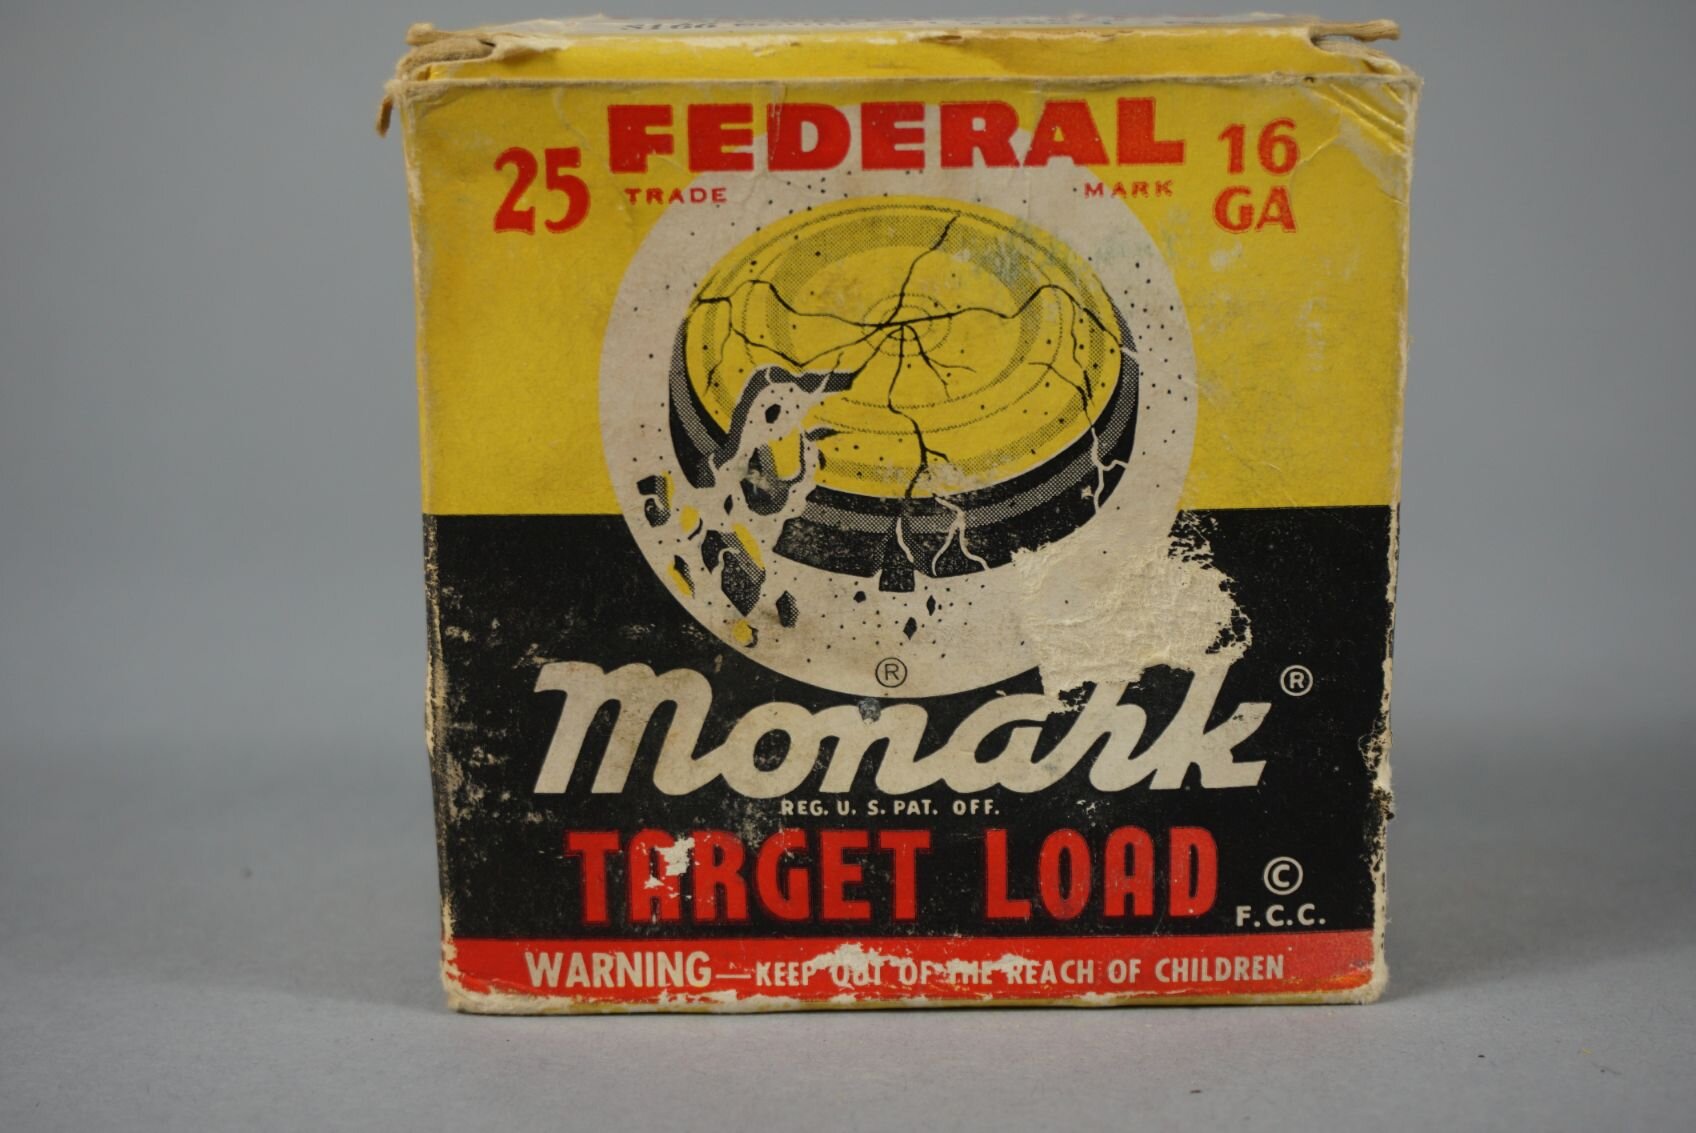 25 FEDERAL 16 GA
TRADE MARK
®
Monark ®
REG. U. S. PAT. OFF.
TARGET LOAD ©
F.C.C.
WARNING—KEEP OUT OF THE REACH OF CHILDREN